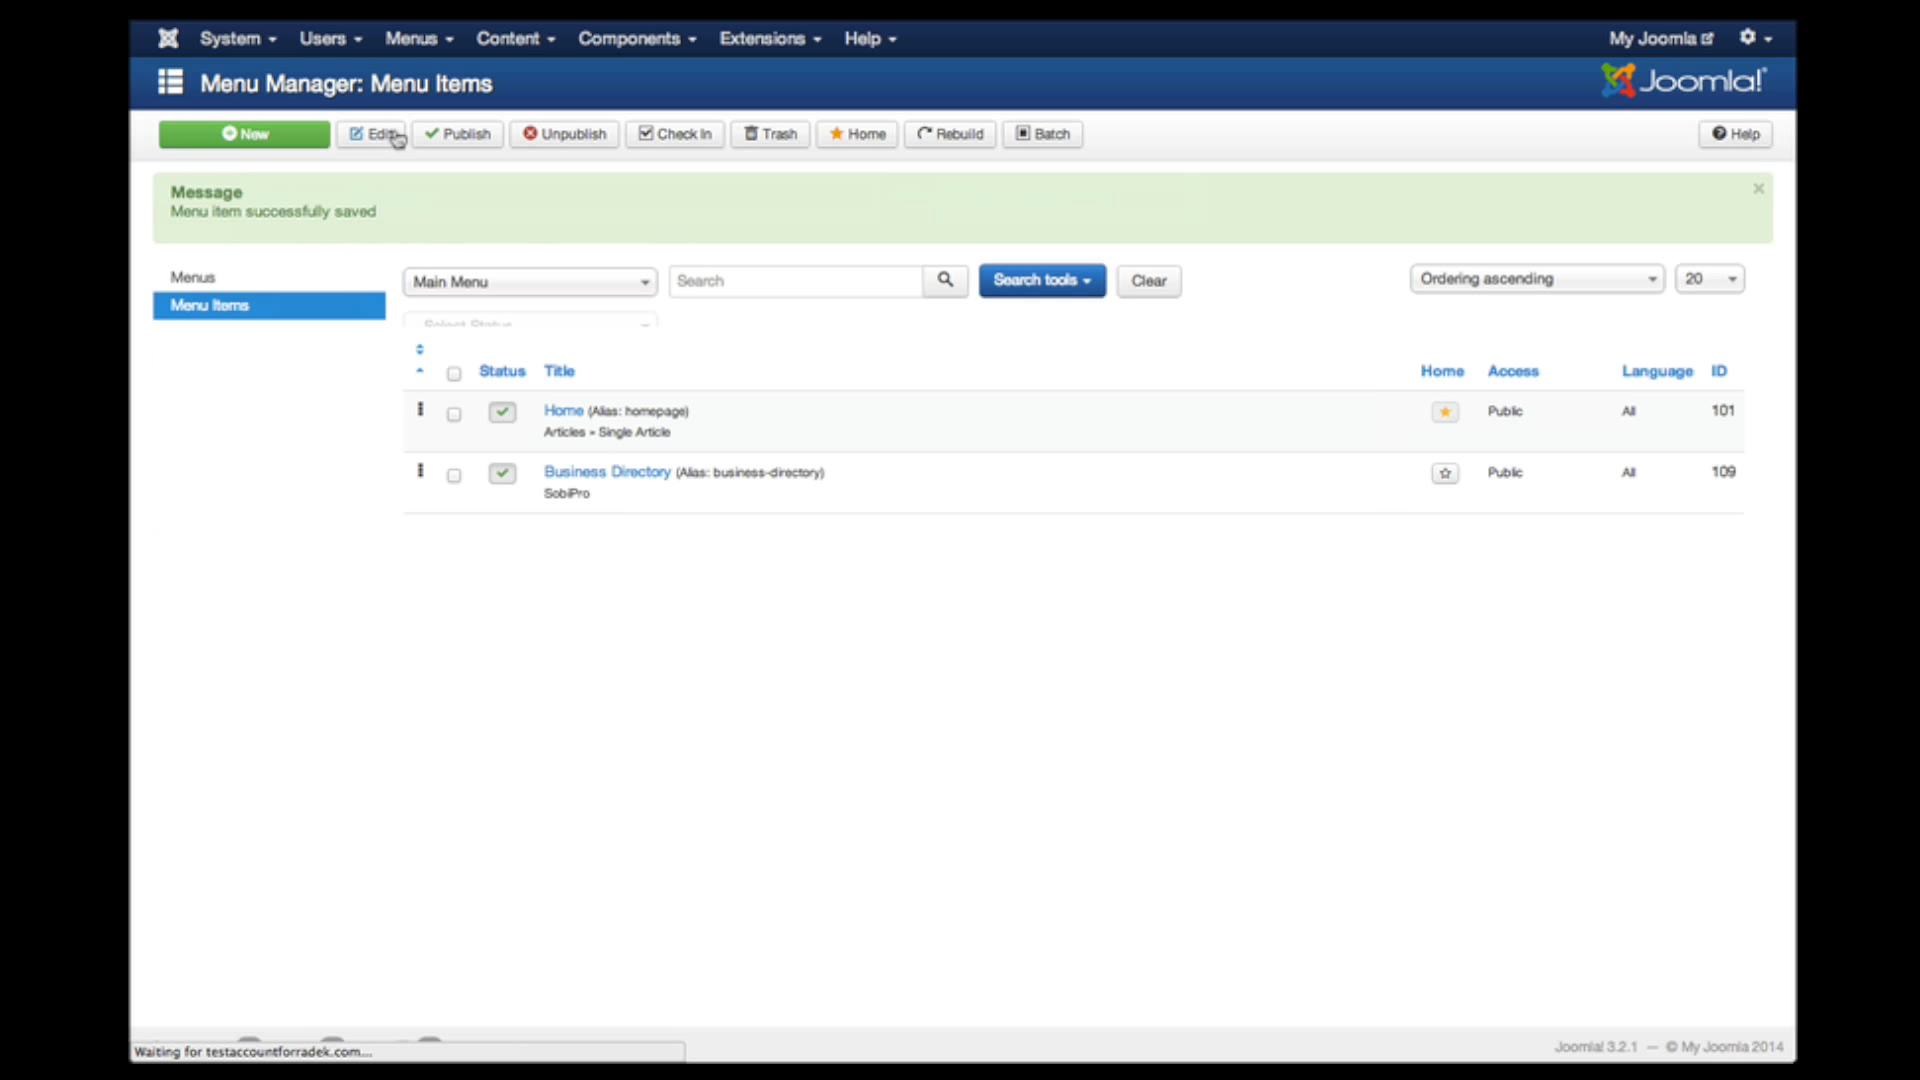 System Users Menus Content Components Extensions Help My Joomla
Menu Manager: Menu Items Joomla!
New Edit Publish Unpublish Check In Trash Home Rebuild Batch Help
Message
Menu item successfully saved
Menus
Menu Items
Main Menu Search Search tools Clear Ordering ascending 20
Select Status
Status Title Home Access Language ID
Home (Alias: homepage) Public All 101
Articles » Single Article
Business Directory (Alias: business-directory) Public All 109
SobiPro
Waiting for testaccountforradek.com...
Joomla! 3.2.1 — © My Joomla 2014